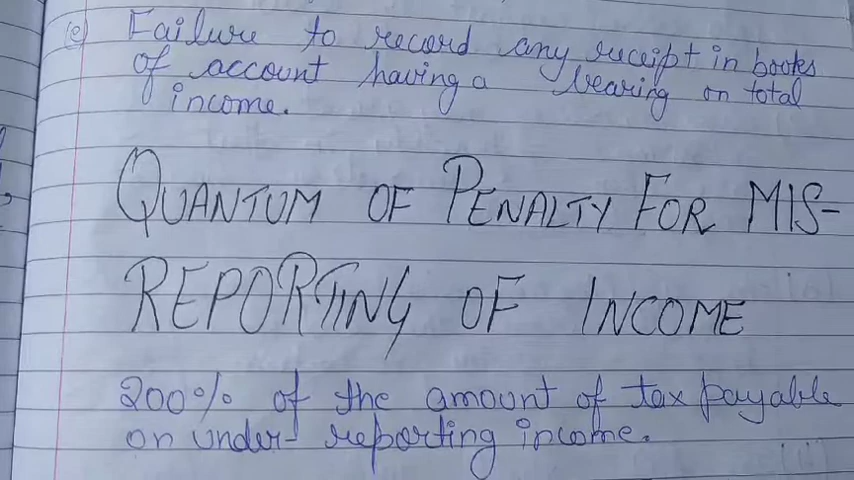 (e) Failure to record any receipt in books
of account having a bearing on total
income.
QUANTUM OF PENALTY FOR MIS-
REPORTING OF INCOME
200% of the amount of tax payable
on under-reporting income.